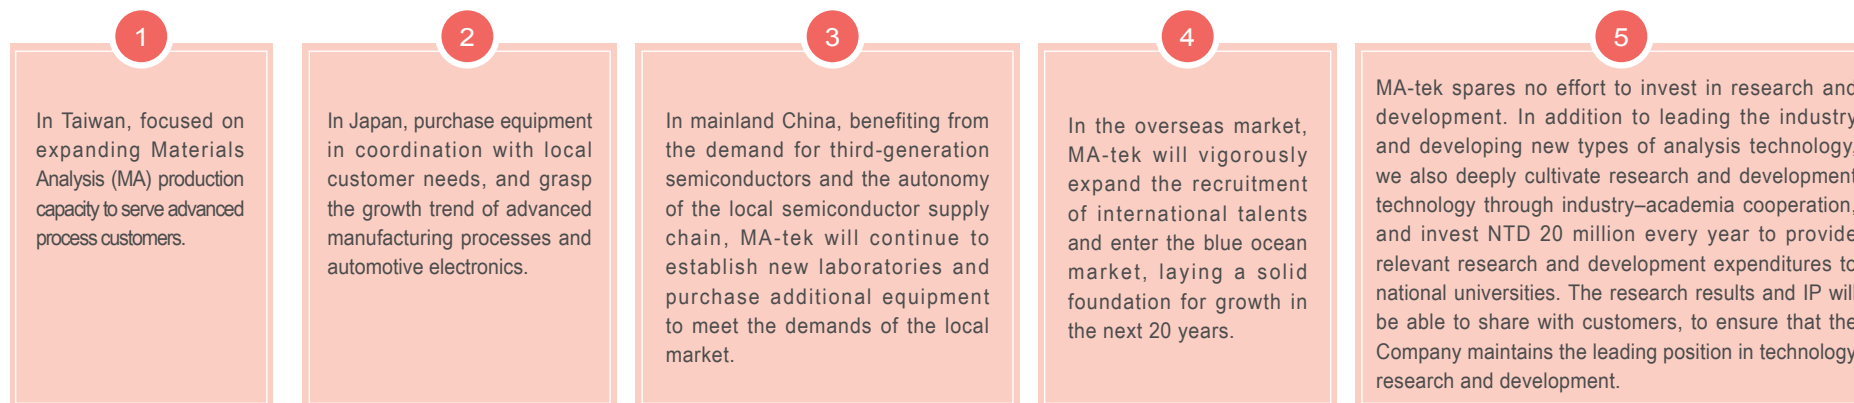 1
In Taiwan, focused on
expanding Materials
Analysis (MA) production
capacity to serve advanced
process customers.
2
In Japan, purchase equipment
in coordination with local
customer needs, and grasp
the growth trend of advanced
manufacturing processes and
automotive electronics.
3
In mainland China, benefiting from
the demand for third-generation
semiconductors and the autonomy
of the local semiconductor supply
chain, MA-tek will continue to
establish new laboratories and
purchase additional equipment
to meet the demands of the local
market.
4
In the overseas market,
MA-tek will vigorously
expand the recruitment
of international talents
and enter the blue ocean
market, laying a solid
foundation for growth in
the next 20 years.
5
MA-tek spares no effort to invest in research and
development. In addition to leading the industry
and developing new types of analysis technology,
we also deeply cultivate research and development
technology through industry–academia cooperation,
and invest NTD 20 million every year to provide
relevant research and development expenditures to
national universities. The research results and IP will
be able to share with customers, to ensure that the
Company maintains the leading position in technology
research and development.